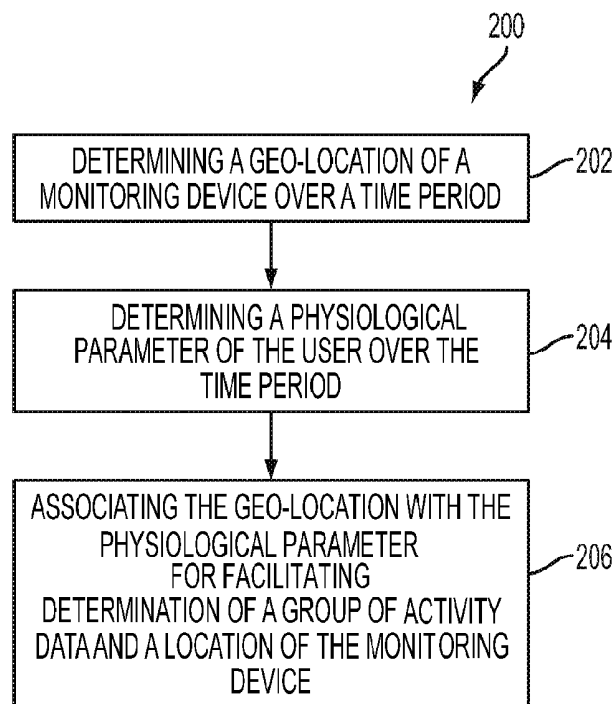 200
DETERMINING A GEO-LOCATION OF A
MONITORING DEVICE OVER A TIME PERIOD
202
DETERMINING A PHYSIOLOGICAL
PARAMETER OF THE USER OVER THE
TIME PERIOD
204
ASSOCIATING THE GEO-LOCATION WITH THE
PHYSIOLOGICAL PARAMETER
FOR FACILITATING
DETERMINATION OF A GROUP OF ACTIVITY
DATA AND A LOCATION OF THE MONITORING
DEVICE
206